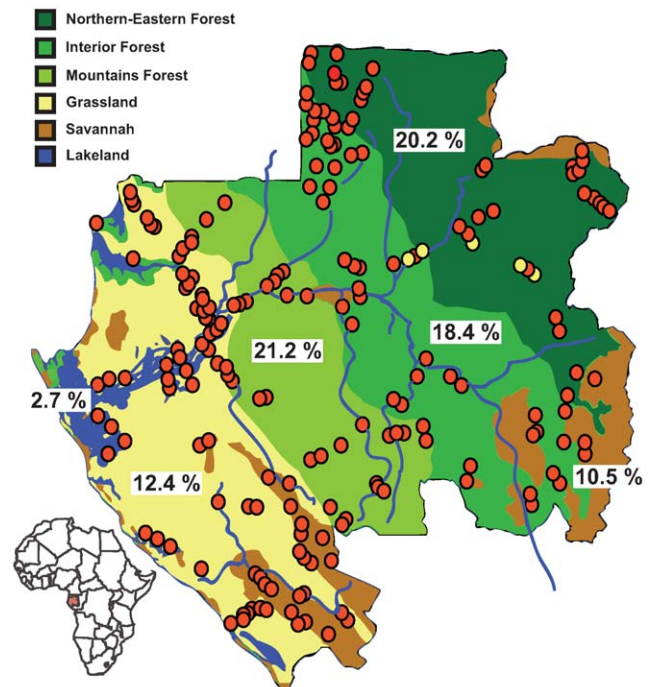 Northern-Eastern Forest
Interior Forest
Mountains Forest
Grassland
Savannah
Lakeland
20.2 %
18.4 %
21.2 %
2.7 %
12.4 %
10.5 %